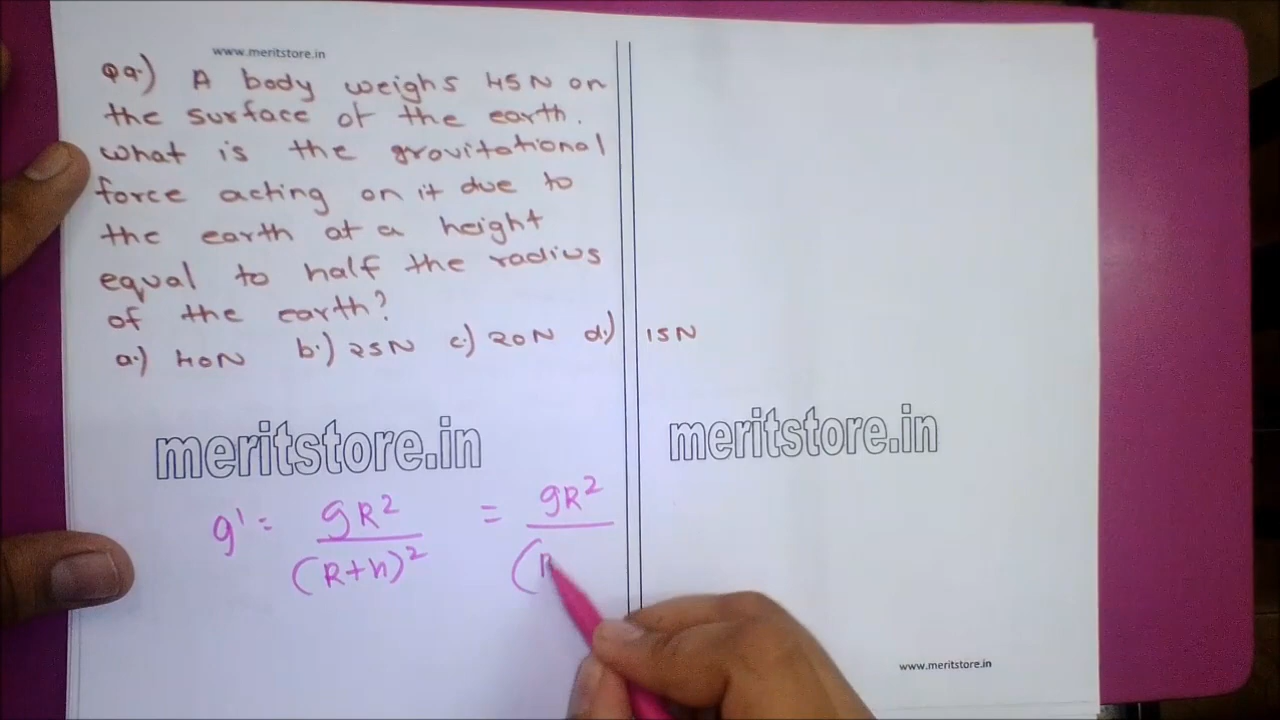 www.meritstore.in
Q9.) A body weighs 45N on
the surface of the earth.
what is the gravitational
force acting on it due to
the earth at a height
equal to half the radius
of the earth?
a.) 40N b.) 25N c.) 20N d.) 15N
meritstore.in meritstore.in
g' = gR² / (R+h)² = gR² / (R
www.meritstore.in